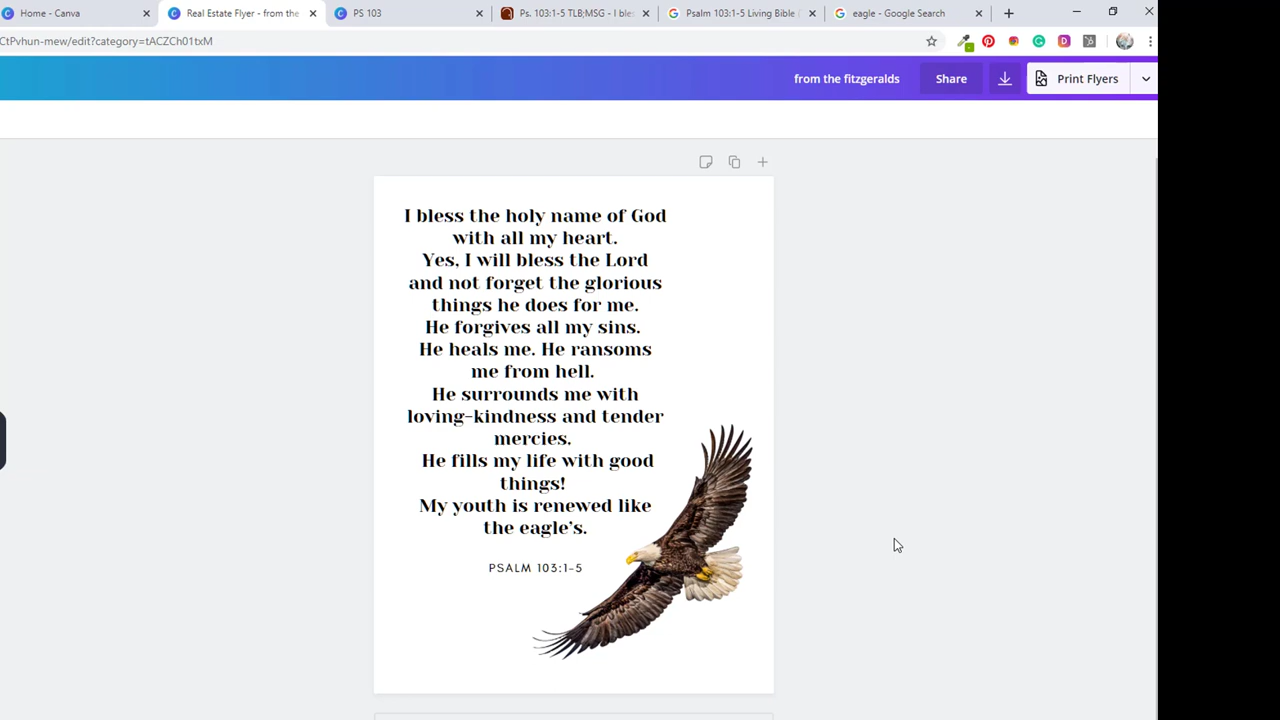 Home - Canva
Real Estate Flyer - from the
PS 103
Ps. 103:1-5 TLB;MSG - I bles
Psalm 103:1-5 Living Bible (
eagle - Google Search
CtPvhun-mew/edit?category=tACZCh01txM
from the fitzgeralds
Share
Print Flyers
I bless the holy name of God
with all my heart.
Yes, I will bless the Lord
and not forget the glorious
things he does for me.
He forgives all my sins.
He heals me. He ransoms
me from hell.
He surrounds me with
loving-kindness and tender
mercies.
He fills my life with good
things!
My youth is renewed like
the eagle's.
PSALM 103:1-5